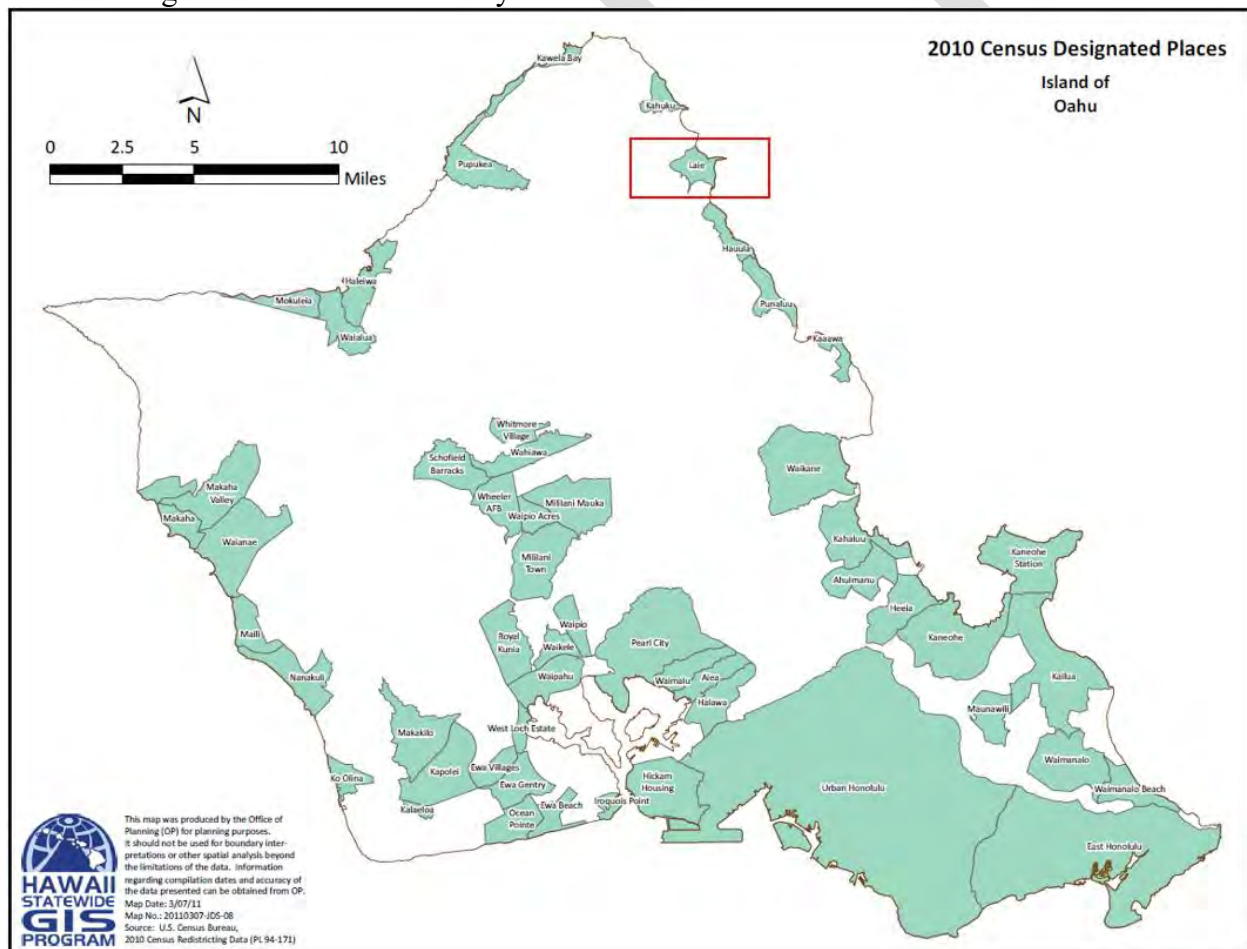 2010 Census Designated Places
Island of
Oahu
N
0 2.5 5 10
Miles
Kawela Bay
Kahuku
Pupukea
Laie
Hauula
Punaluu
Kaaawa
Haleiwa
Mokuleia
Waialua
Whitmore
Village
Wahiawa
Schofield
Barracks
Wheeler
AFB
Mililani Mauka
Waipio Acres
Mililani
Town
Waikane
Makaha
Valley
Makaha
Waianae
Kahaluu
Ahuimanu
Heeia
Kaneohe
Kaneohe
Station
Maili
Nanakuli
Royal
Kunia
Waipio
Waikele
Waipahu
Pearl City
Waimalu
Aiea
Halawa
Kailua
Maunawili
Waimanalo
Waimanalo Beach
Makakilo
Kapolei
West Loch Estate
Ewa Villages
Ewa Gentry
Ko Olina
Kalaeloa
Ocean
Pointe
Ewa Beach
Iroquois Point
Hickam
Housing
Urban Honolulu
East Honolulu
HAWAII
STATEWIDE
GIS
PROGRAM
This map was produced by the Office of
Planning (OP) for planning purposes.
It should not be used for boundary inter-
pretations or other spatial analysis beyond
the limitations of the data. Information
regarding compilation dates and accuracy of
the data presented can be obtained from OP.
Map Date: 3/07/11
Map No.: 20110307-JDS-08
Source: U.S. Census Bureau,
2010 Census Redistricting Data (PL 94-171)